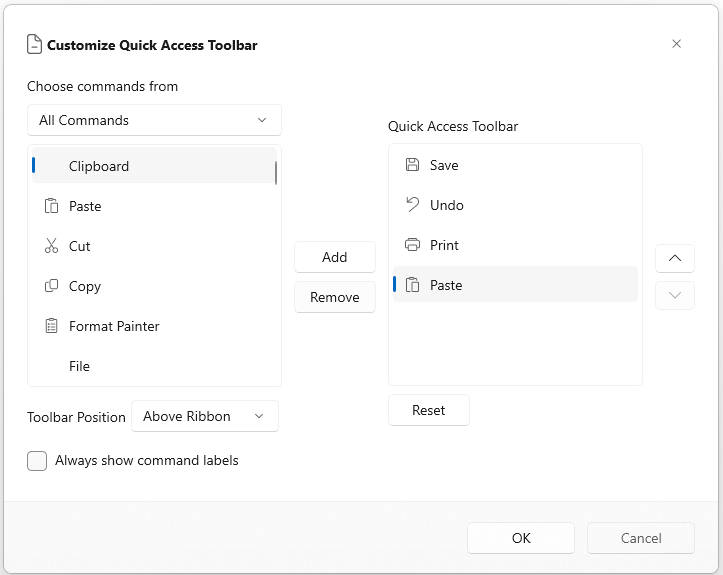 Customize Quick Access Toolbar
Choose commands from
All Commands
Clipboard
Paste
Cut
Copy
Format Painter
File
Add
Remove
Quick Access Toolbar
Save
Undo
Print
Paste
Reset
Toolbar Position
Above Ribbon
Always show command labels
OK
Cancel